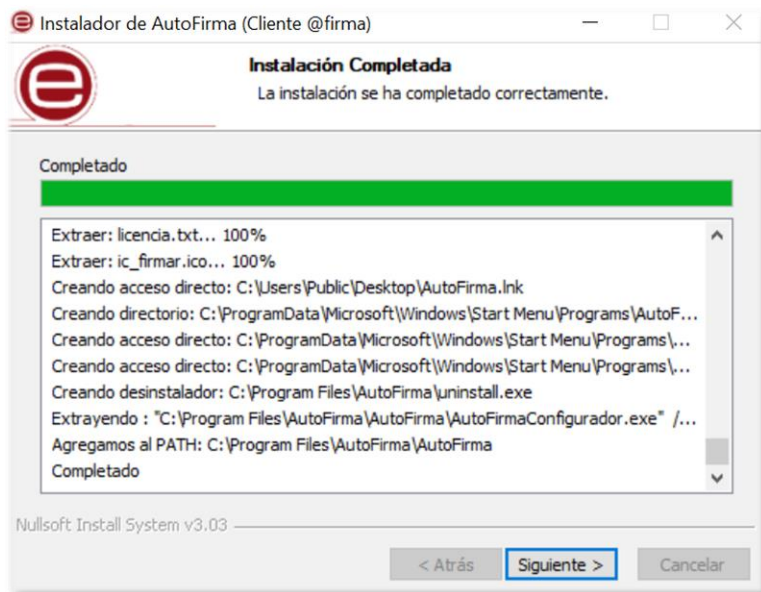 Instalador de AutoFirma (Cliente @firma)
Instalación Completada
La instalación se ha completado correctamente.
Completado
Extraer: licencia.txt... 100%
Extraer: ic_firmar.ico... 100%
Creando acceso directo: C:\Users\Public\Desktop\AutoFirma.lnk
Creando directorio: C:\ProgramData\Microsoft\Windows\Start Menu\Programs\AutoF...
Creando acceso directo: C:\ProgramData\Microsoft\Windows\Start Menu\Programs\...
Creando acceso directo: C:\ProgramData\Microsoft\Windows\Start Menu\Programs\...
Creando desinstalador: C:\Program Files\AutoFirma\uninstall.exe
Extrayendo : "C:\Program Files\AutoFirma\AutoFirma\AutoFirmaConfigurador.exe" /...
Agregamos al PATH: C:\Program Files\AutoFirma\AutoFirma
Completado
Nullsoft Install System v3.03
< Atrás Siguiente > Cancelar